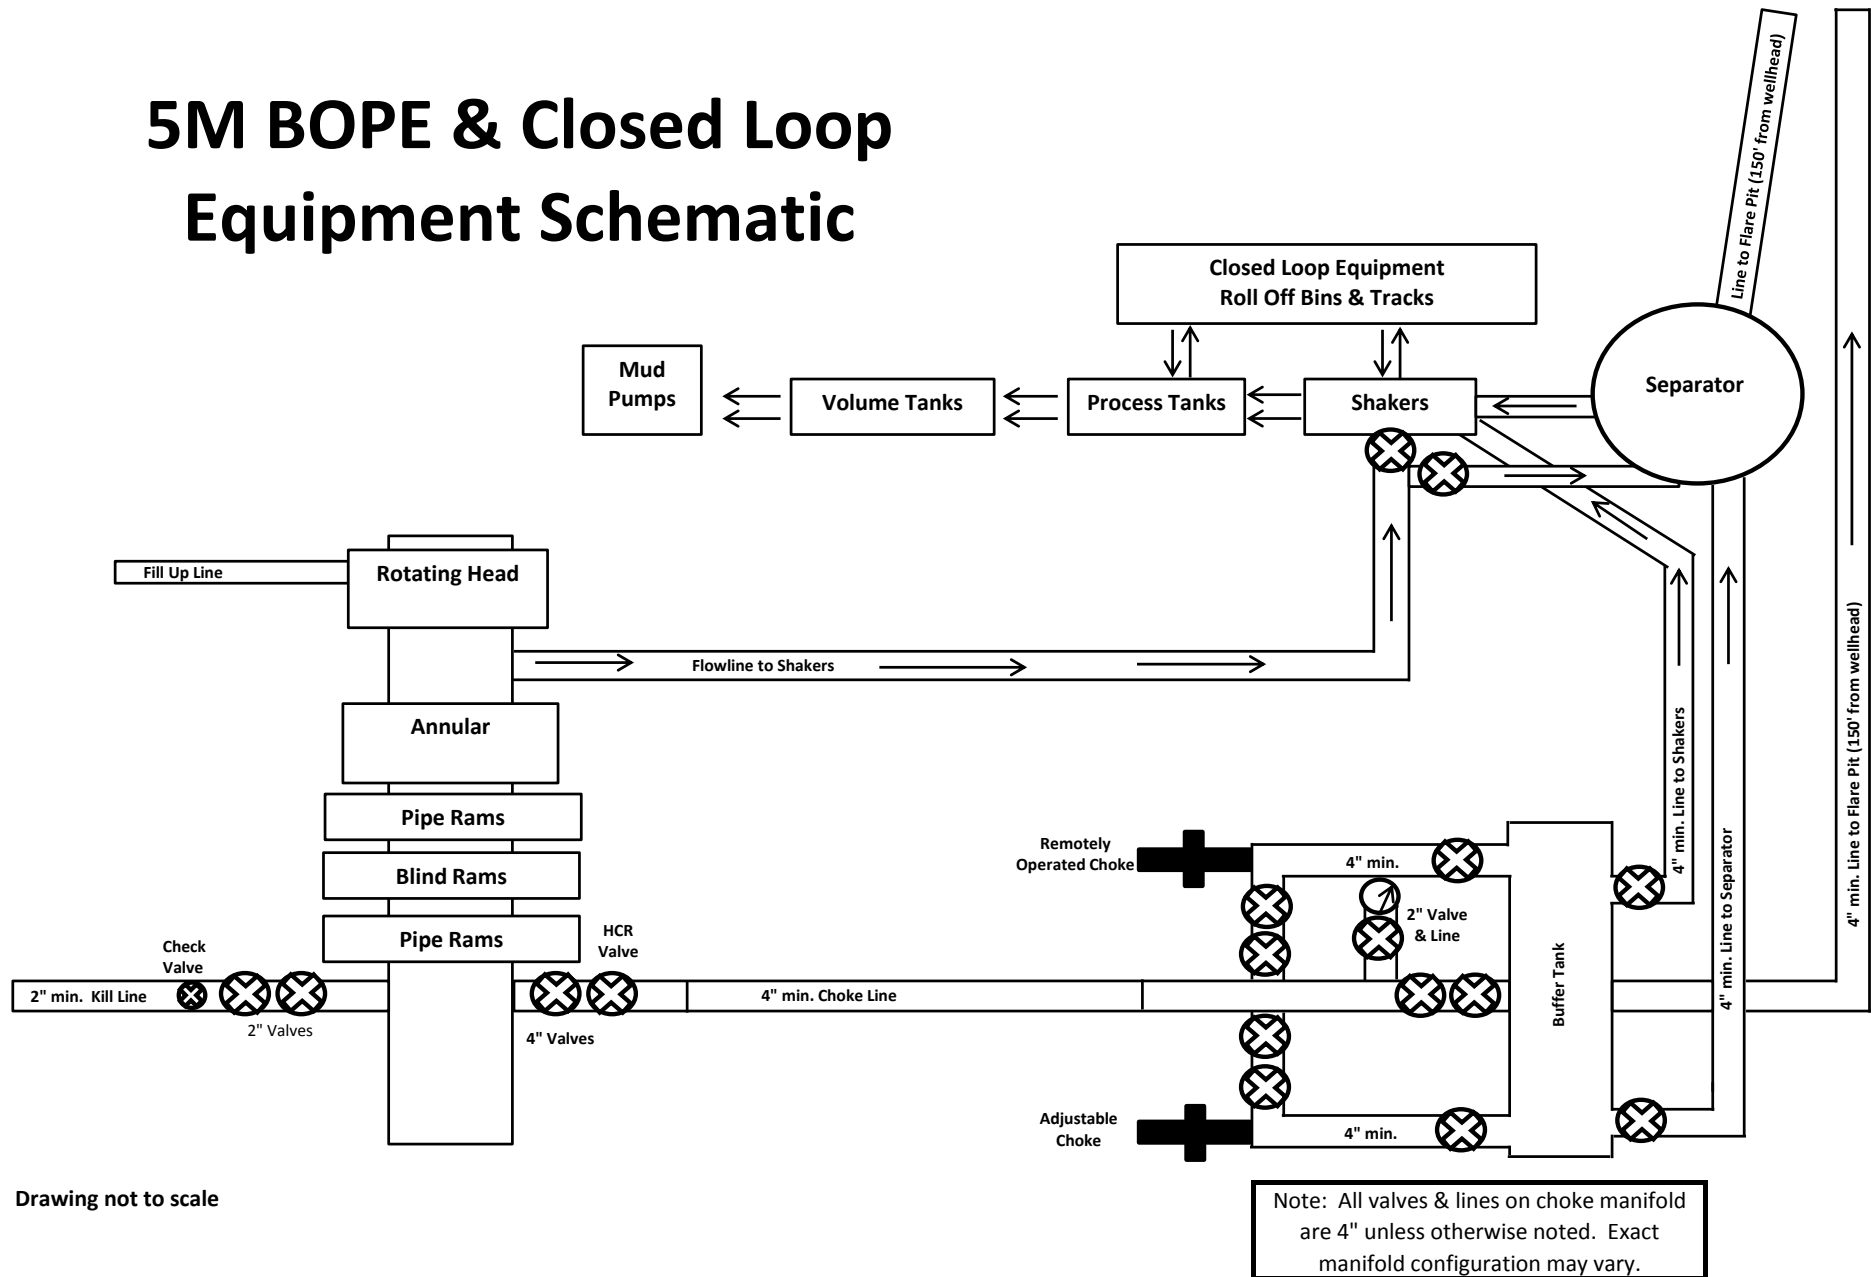 5M BOPE & Closed Loop
Equipment Schematic
Line to Flare Pit (150' from wellhead)
Closed Loop Equipment
Roll Off Bins & Tracks
Mud
Pumps
Volume Tanks
Process Tanks
Shakers
Separator
Fill Up Line
Rotating Head
Flowline to Shakers
Annular
4" min. Line to Shakers
4" min. Line to Separator
4" min. Line to Flare Pit (150' from wellhead)
Pipe Rams
Blind Rams
Pipe Rams
Remotely
Operated Choke
4" min.
2" Valve
& Line
Check
Valve
HCR
Valve
2" min. Kill Line
4" min. Choke Line
Buffer Tank
2" Valves
4" Valves
Adjustable
Choke
4" min.
Drawing not to scale
Note: All valves & lines on choke manifold
are 4" unless otherwise noted. Exact
manifold configuration may vary.